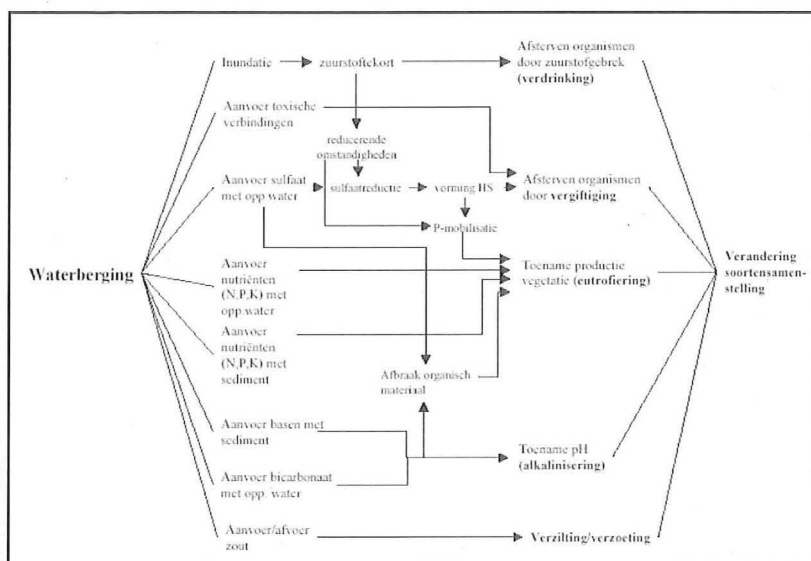 Inundatie
zuurstoftekort
Afsterven organismen
door zuurstofgebrek
(verdrinking)
Aanvoer toxische
verbindingen
reducerende
omstandigheden
Aanvoer sulfaat
met opp water
sulfaatreductie
vorming HS
Afsterven organismen
door vergiftiging
P-mobilisatie
Waterberging
Aanvoer
nutriënten
(N,P,K) met
opp.water
Toename productie
vegetatie (eutrofiering)
Verandering
soortensamen-
stelling
Aanvoer
nutriënten
(N,P,K) met
sediment
Afbraak organisch
materiaal
Aanvoer basen met
sediment
Toename pH
(alkalinisering)
Aanvoer bicarbonaat
met opp. water
Aanvoer/afvoer
zout
Verzilting/verzoeting